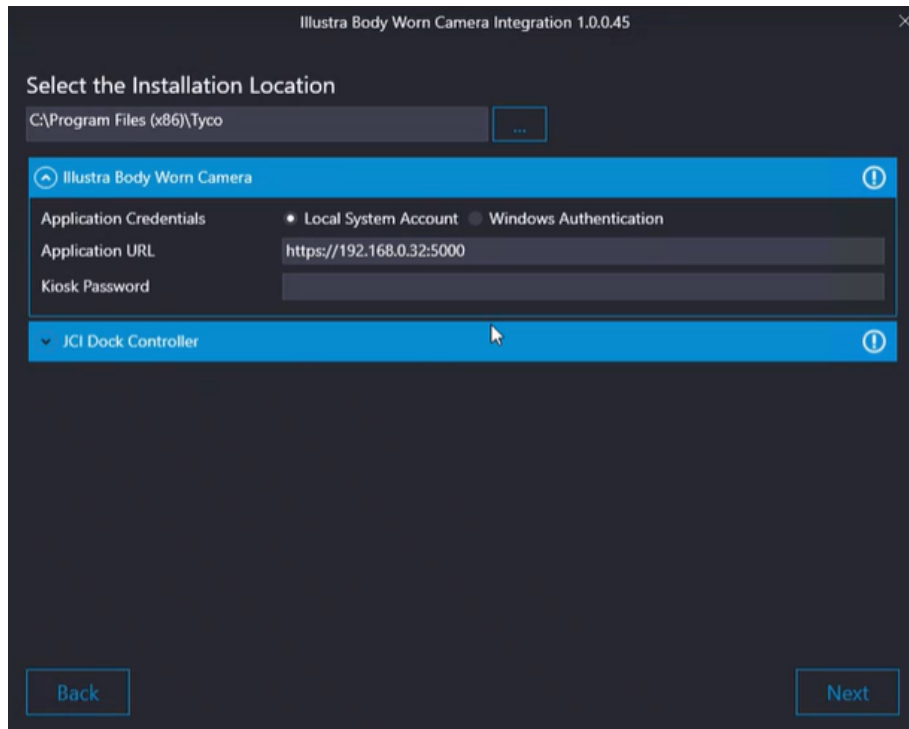 Illustra Body Worn Camera Integration 1.0.0.45
Select the Installation Location
C:\Program Files (x86)\Tyco
...
Illustra Body Worn Camera
Application Credentials Local System Account Windows Authentication
Application URL https://192.168.0.32:5000
Kiosk Password
JCI Dock Controller
Back Next